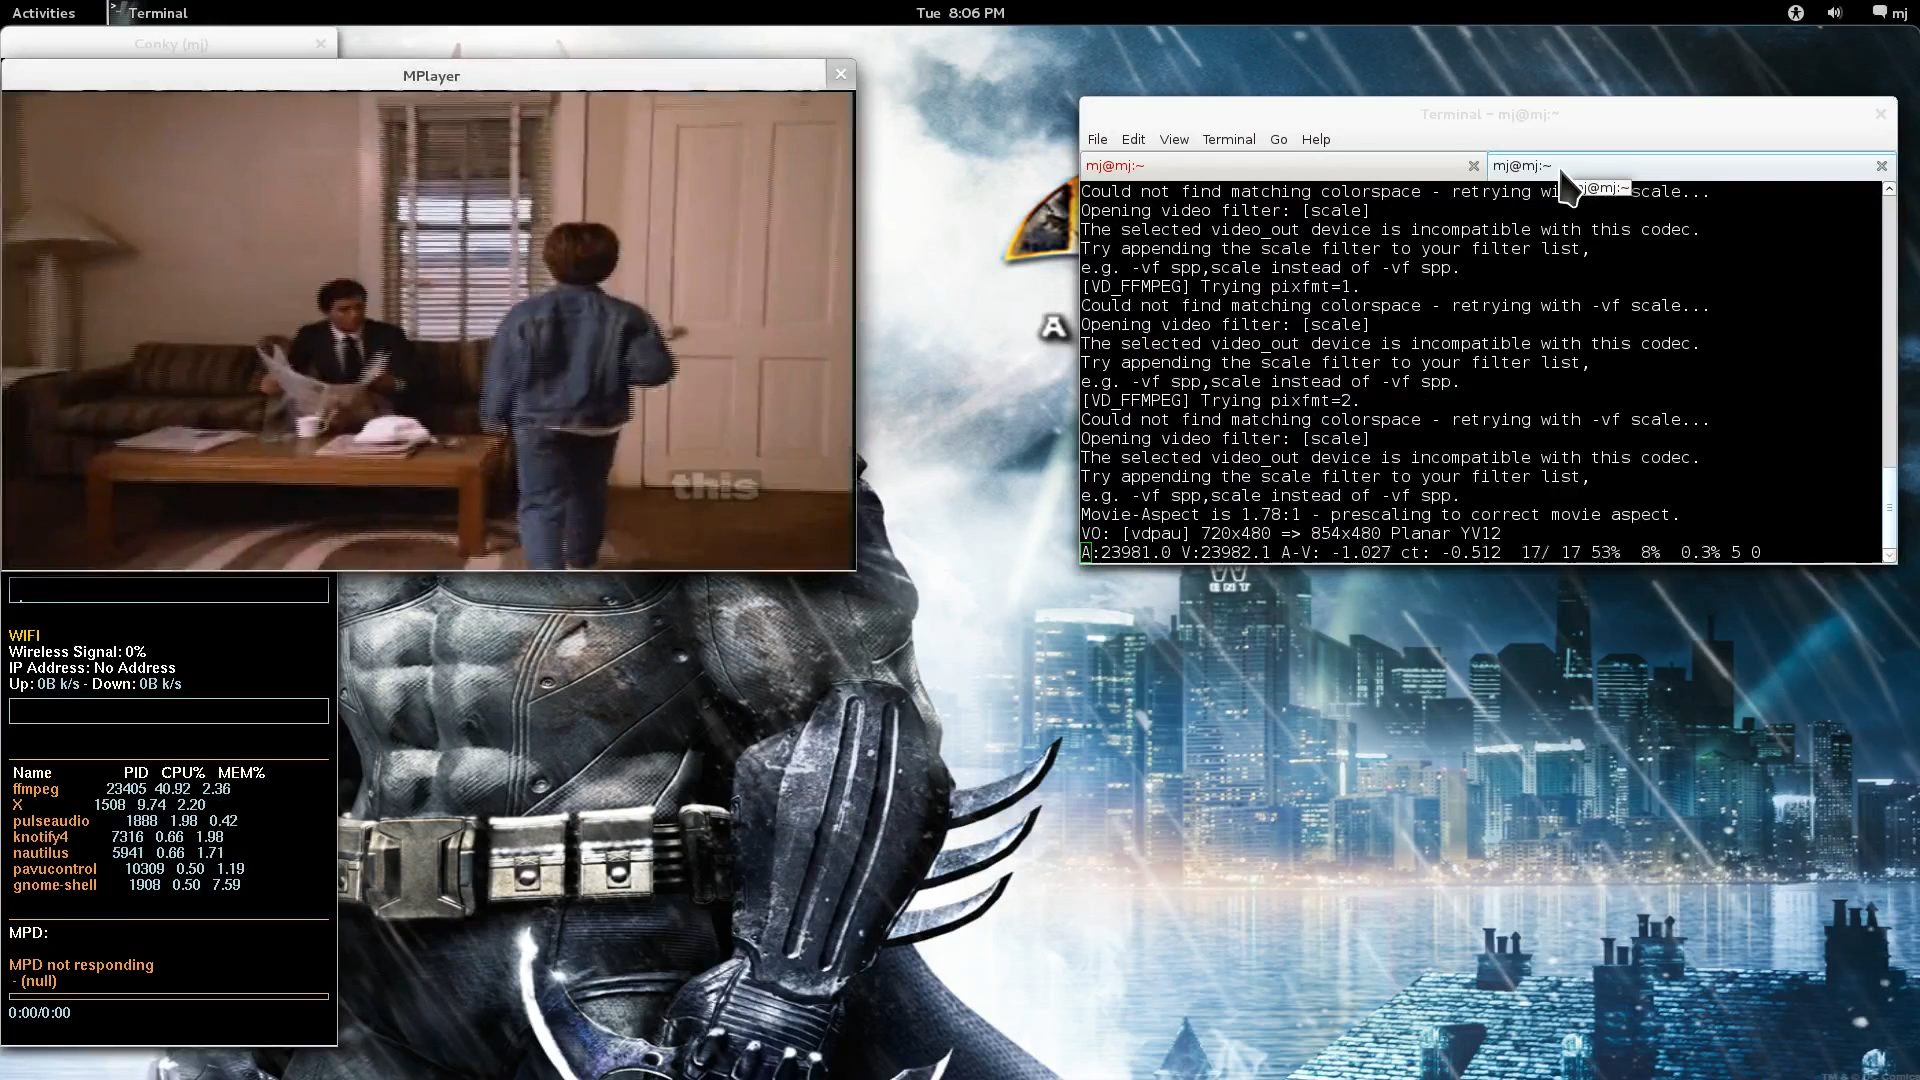 Activities
Terminal
Tue 8:06 PM
mj
Conky (mj)
MPlayer
this
Terminal - mj@mj:~
File Edit View Terminal Go Help
mj@mj:~
mj@mj:~
Could not find matching colorspace - retrying wi scale...
Opening video filter: [scale]
The selected video_out device is incompatible with this codec.
Try appending the scale filter to your filter list,
e.g. -vf spp,scale instead of -vf spp.
[VD_FFMPEG] Trying pixfmt=1.
Could not find matching colorspace - retrying with -vf scale...
Opening video filter: [scale]
The selected video_out device is incompatible with this codec.
Try appending the scale filter to your filter list,
e.g. -vf spp,scale instead of -vf spp.
[VD_FFMPEG] Trying pixfmt=2.
Could not find matching colorspace - retrying with -vf scale...
Opening video filter: [scale]
The selected video_out device is incompatible with this codec.
Try appending the scale filter to your filter list,
e.g. -vf spp,scale instead of -vf spp.
Movie-Aspect is 1.78:1 - prescaling to correct movie aspect.
VO: [vdpau] 720x480 => 854x480 Planar YV12
A:23981.0 V:23982.1 A-V: -1.027 ct: -0.512 17/ 17 53% 8% 0.3% 5 0
A
WIFI
Wireless Signal: 0%
IP Address: No Address
Up: 0B k/s - Down: 0B k/s
Name PID CPU% MEM%
ffmpeg 23405 40.92 2.36
X 1508 9.74 2.20
pulseaudio 1888 1.98 0.42
knotify4 7316 0.66 1.98
nautilus 5941 0.66 1.71
pavucontrol 10309 0.50 1.19
gnome-shell 1908 0.50 7.59
MPD:
MPD not responding
- (null)
0:00/0:00